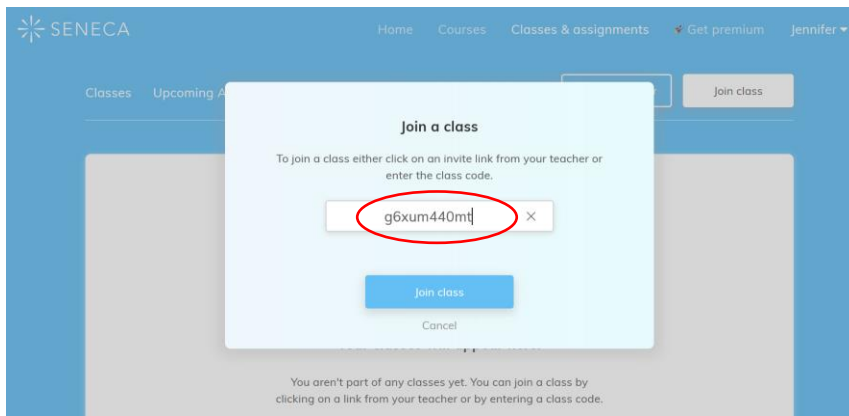 SENECA
Home Courses Classes & assignments Get premium Jennifer
Classes Upcoming A
Join class
Join a class
To join a class either click on an invite link from your teacher or
enter the class code.
g6xum440mt
Join class
Cancel
You aren't part of any classes yet. You can join a class by
clicking on a link from your teacher or by entering a class code.